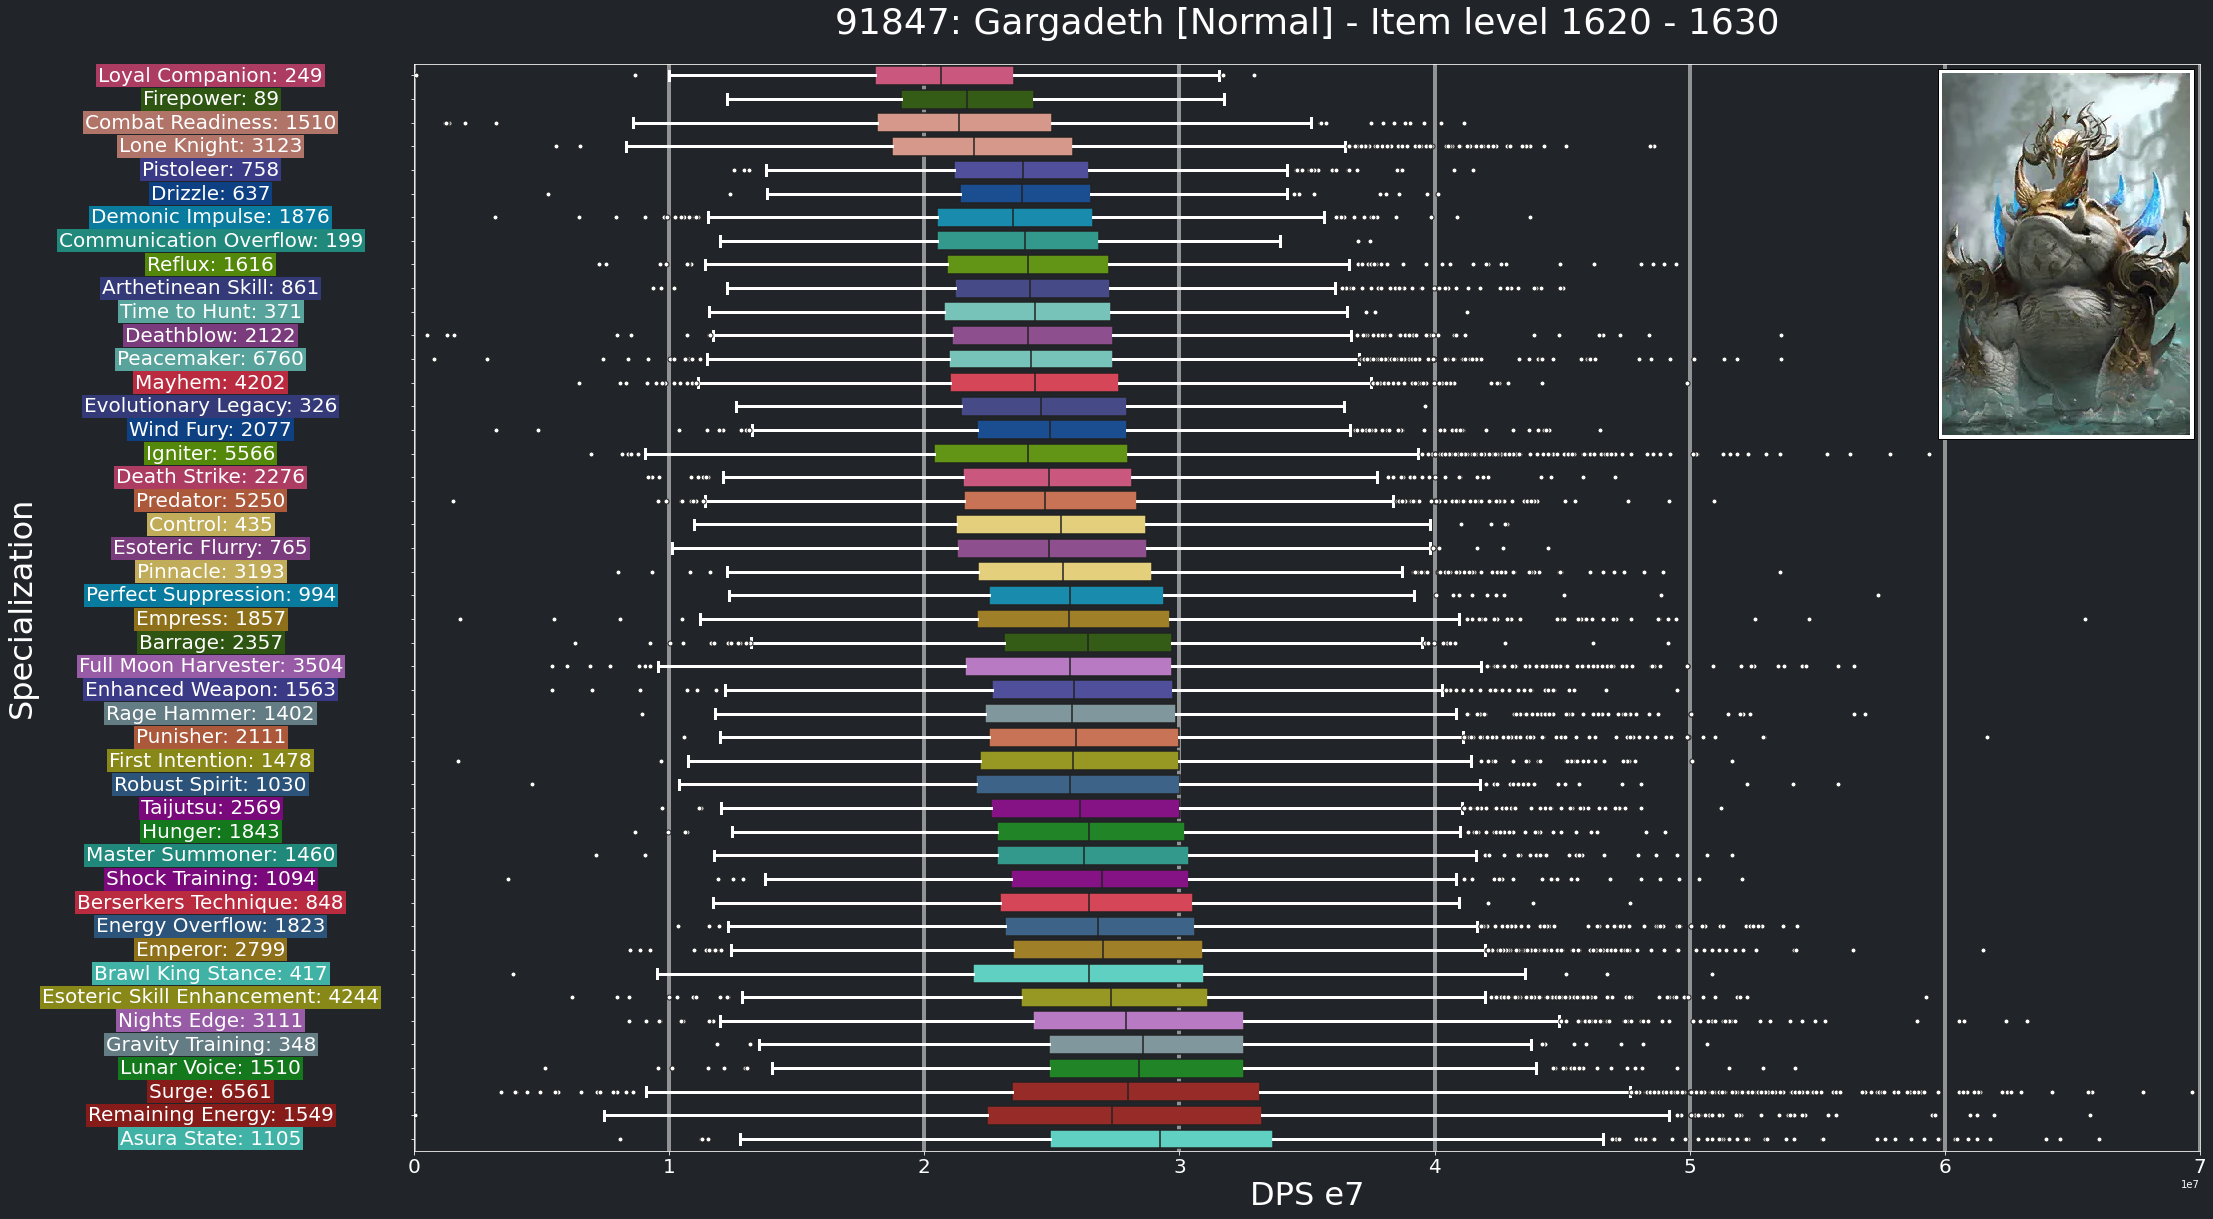 91847: Gargadeth [Normal] - Item level 1620 - 1630
Loyal Companion: 249
Firepower: 89
Combat Readiness: 1510
Lone Knight: 3123
Pistoleer: 758
Drizzle: 637
Demonic Impulse: 1876
Communication Overflow: 199
Reflux: 1616
Arthetinean Skill: 861
Time to Hunt: 371
Deathblow: 2122
Peacemaker: 6760
Mayhem: 4202
Evolutionary Legacy: 326
Wind Fury: 2077
Igniter: 5566
Death Strike: 2276
Predator: 5250
Control: 435
Esoteric Flurry: 765
Pinnacle: 3193
Perfect Suppression: 994
Empress: 1857
Barrage: 2357
Full Moon Harvester: 3504
Enhanced Weapon: 1563
Rage Hammer: 1402
Punisher: 2111
First Intention: 1478
Robust Spirit: 1030
Taijutsu: 2569
Hunger: 1843
Master Summoner: 1460
Shock Training: 1094
Berserkers Technique: 848
Energy Overflow: 1823
Emperor: 2799
Brawl King Stance: 417
Esoteric Skill Enhancement: 4244
Nights Edge: 3111
Gravity Training: 348
Lunar Voice: 1510
Surge: 6561
Remaining Energy: 1549
Asura State: 1105
Specialization
0 1 2 3 4 5 6 7
1e7
DPS e7